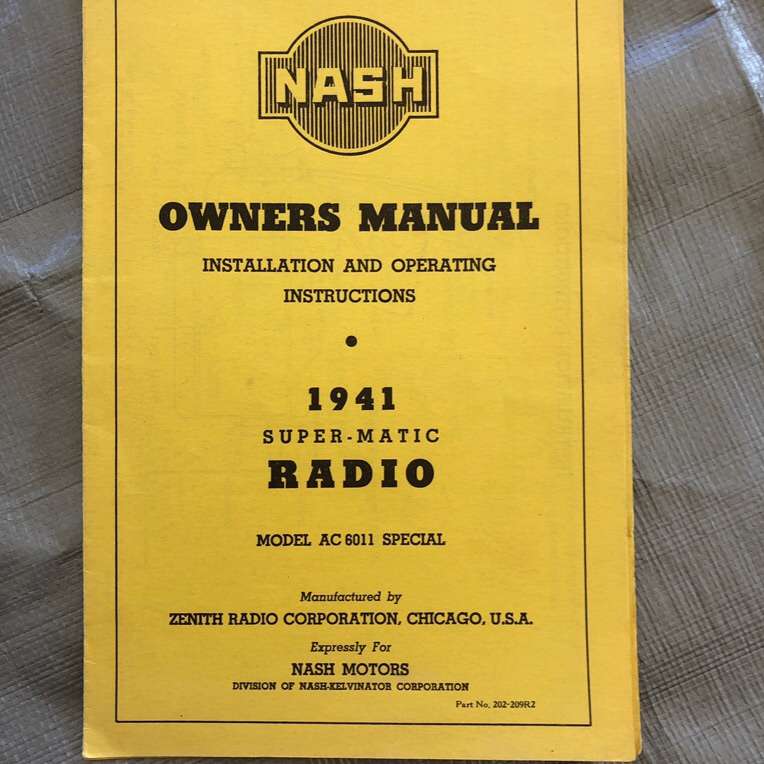 NASH
OWNERS MANUAL
INSTALLATION AND OPERATING
INSTRUCTIONS
1941
SUPER-MATIC
RADIO
MODEL AC 6011 SPECIAL
Manufactured by
ZENITH RADIO CORPORATION, CHICAGO, U.S.A.
Expressly For
NASH MOTORS
DIVISION OF NASH-KELVINATOR CORPORATION
Part No. 202-209R2